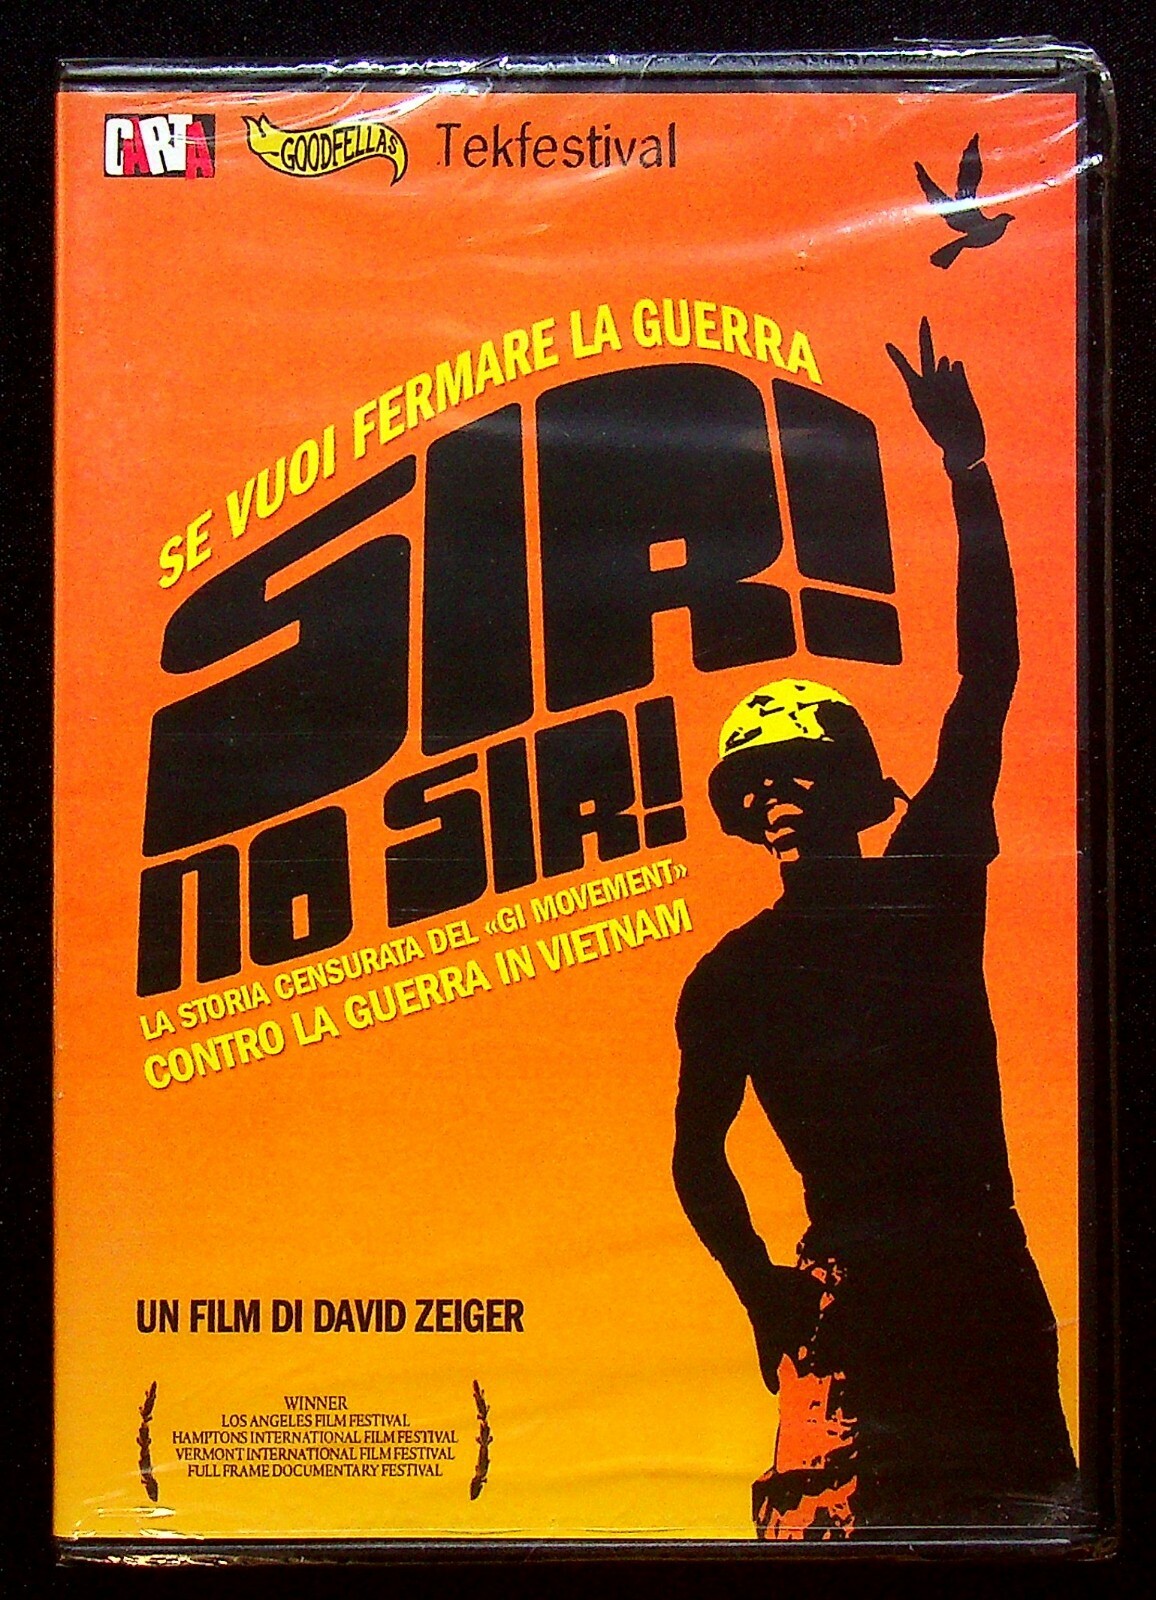 CARTA GOODFELLAS Tekfestival
SE VUOI FERMARE LA GUERRA
SIR!
NO SIR!
LA STORIA CENSURATA DEL «GI MOVEMENT»
CONTRO LA GUERRA IN VIETNAM
UN FILM DI DAVID ZEIGER
WINNER
LOS ANGELES FILM FESTIVAL
HAMPTONS INTERNATIONAL FILM FESTIVAL
VERMONT INTERNATIONAL FILM FESTIVAL
FULL FRAME DOCUMENTARY FESTIVAL